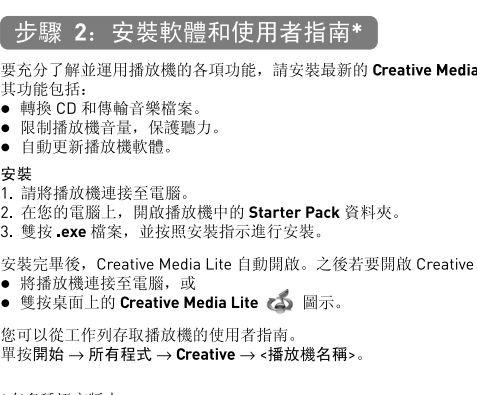 步驟 2：安裝軟體和使用者指南*
要充分了解並運用播放機的各項功能，請安裝最新的 Creative Media
其功能包括：
● 轉換 CD 和傳輸音樂檔案。
● 限制播放機音量，保護聽力。
● 自動更新播放機軟體。
安裝
1. 請將播放機連接至電腦。
2. 在您的電腦上，開啟播放機中的 Starter Pack 資料夾。
3. 雙按 .exe 檔案，並按照安裝指示進行安裝。
安裝完畢後，Creative Media Lite 自動開啟。之後若要開啟 Creative
● 將播放機連接至電腦，或
● 雙按桌面上的 Creative Media Lite 圖示。
您可以從工作列存取播放機的使用者指南。
單按開始 → 所有程式 → Creative → <播放機名稱>。